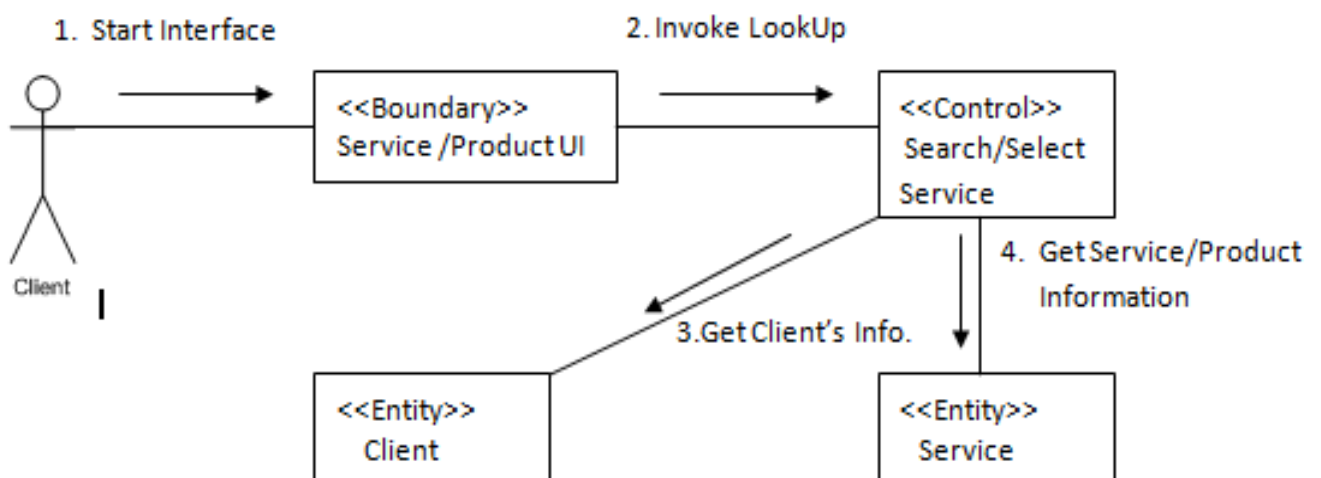 1. Start Interface
2. Invoke LookUp
<<Boundary>>
Service /Product UI
<<Control>>
Search/Select
Service
Client
4. Get Service/Product
Information
3.Get Client’s Info.
<<Entity>>
Client
<<Entity>>
Service